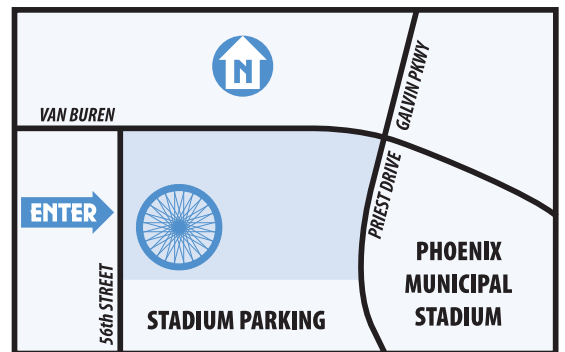 N
GALVIN PKWY
VAN BUREN
PRIEST DRIVE
ENTER
56th STREET
STADIUM PARKING
PHOENIX
MUNICIPAL
STADIUM